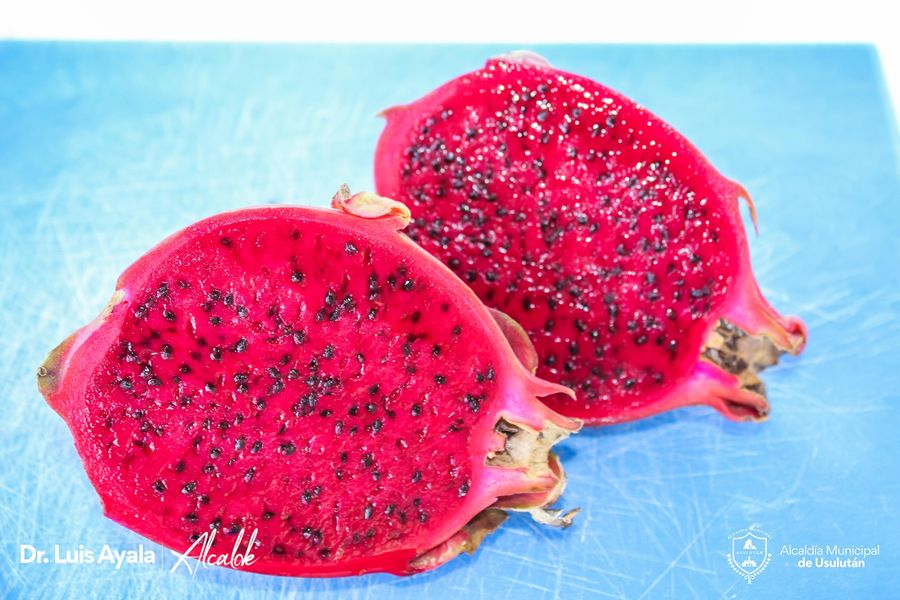 Dr. Luis Ayala | Alcalde
Alcaldía Municipal
de Usulután